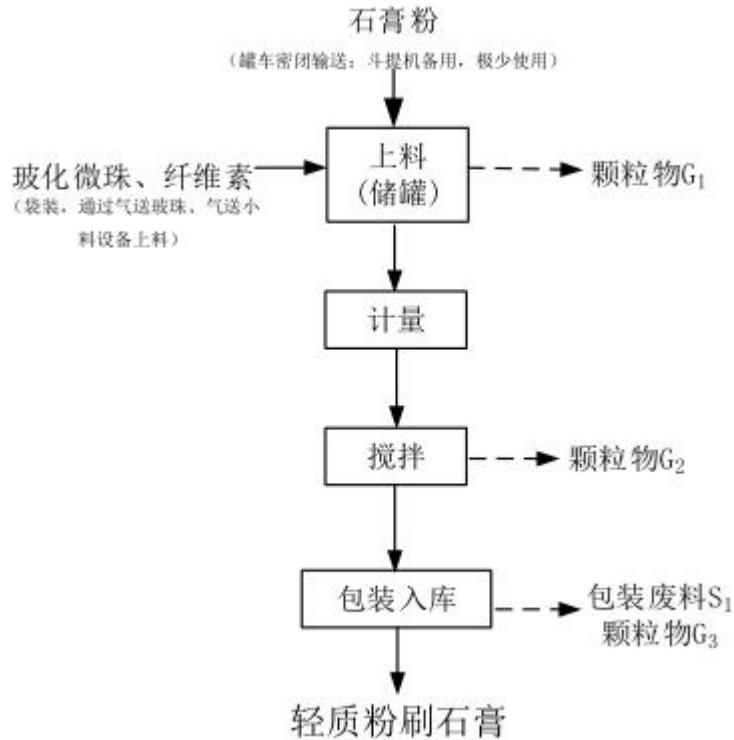 石膏粉
（罐车密闭输送；斗提机备用，极少使用）
上料
(储罐)
颗粒物G₁
玻化微珠、纤维素
（袋装，通过气送玻珠、气送小
料设备上料）
计量
搅拌
颗粒物G₂
包装入库
包装废料S₁
颗粒物G₃
轻质粉刷石膏